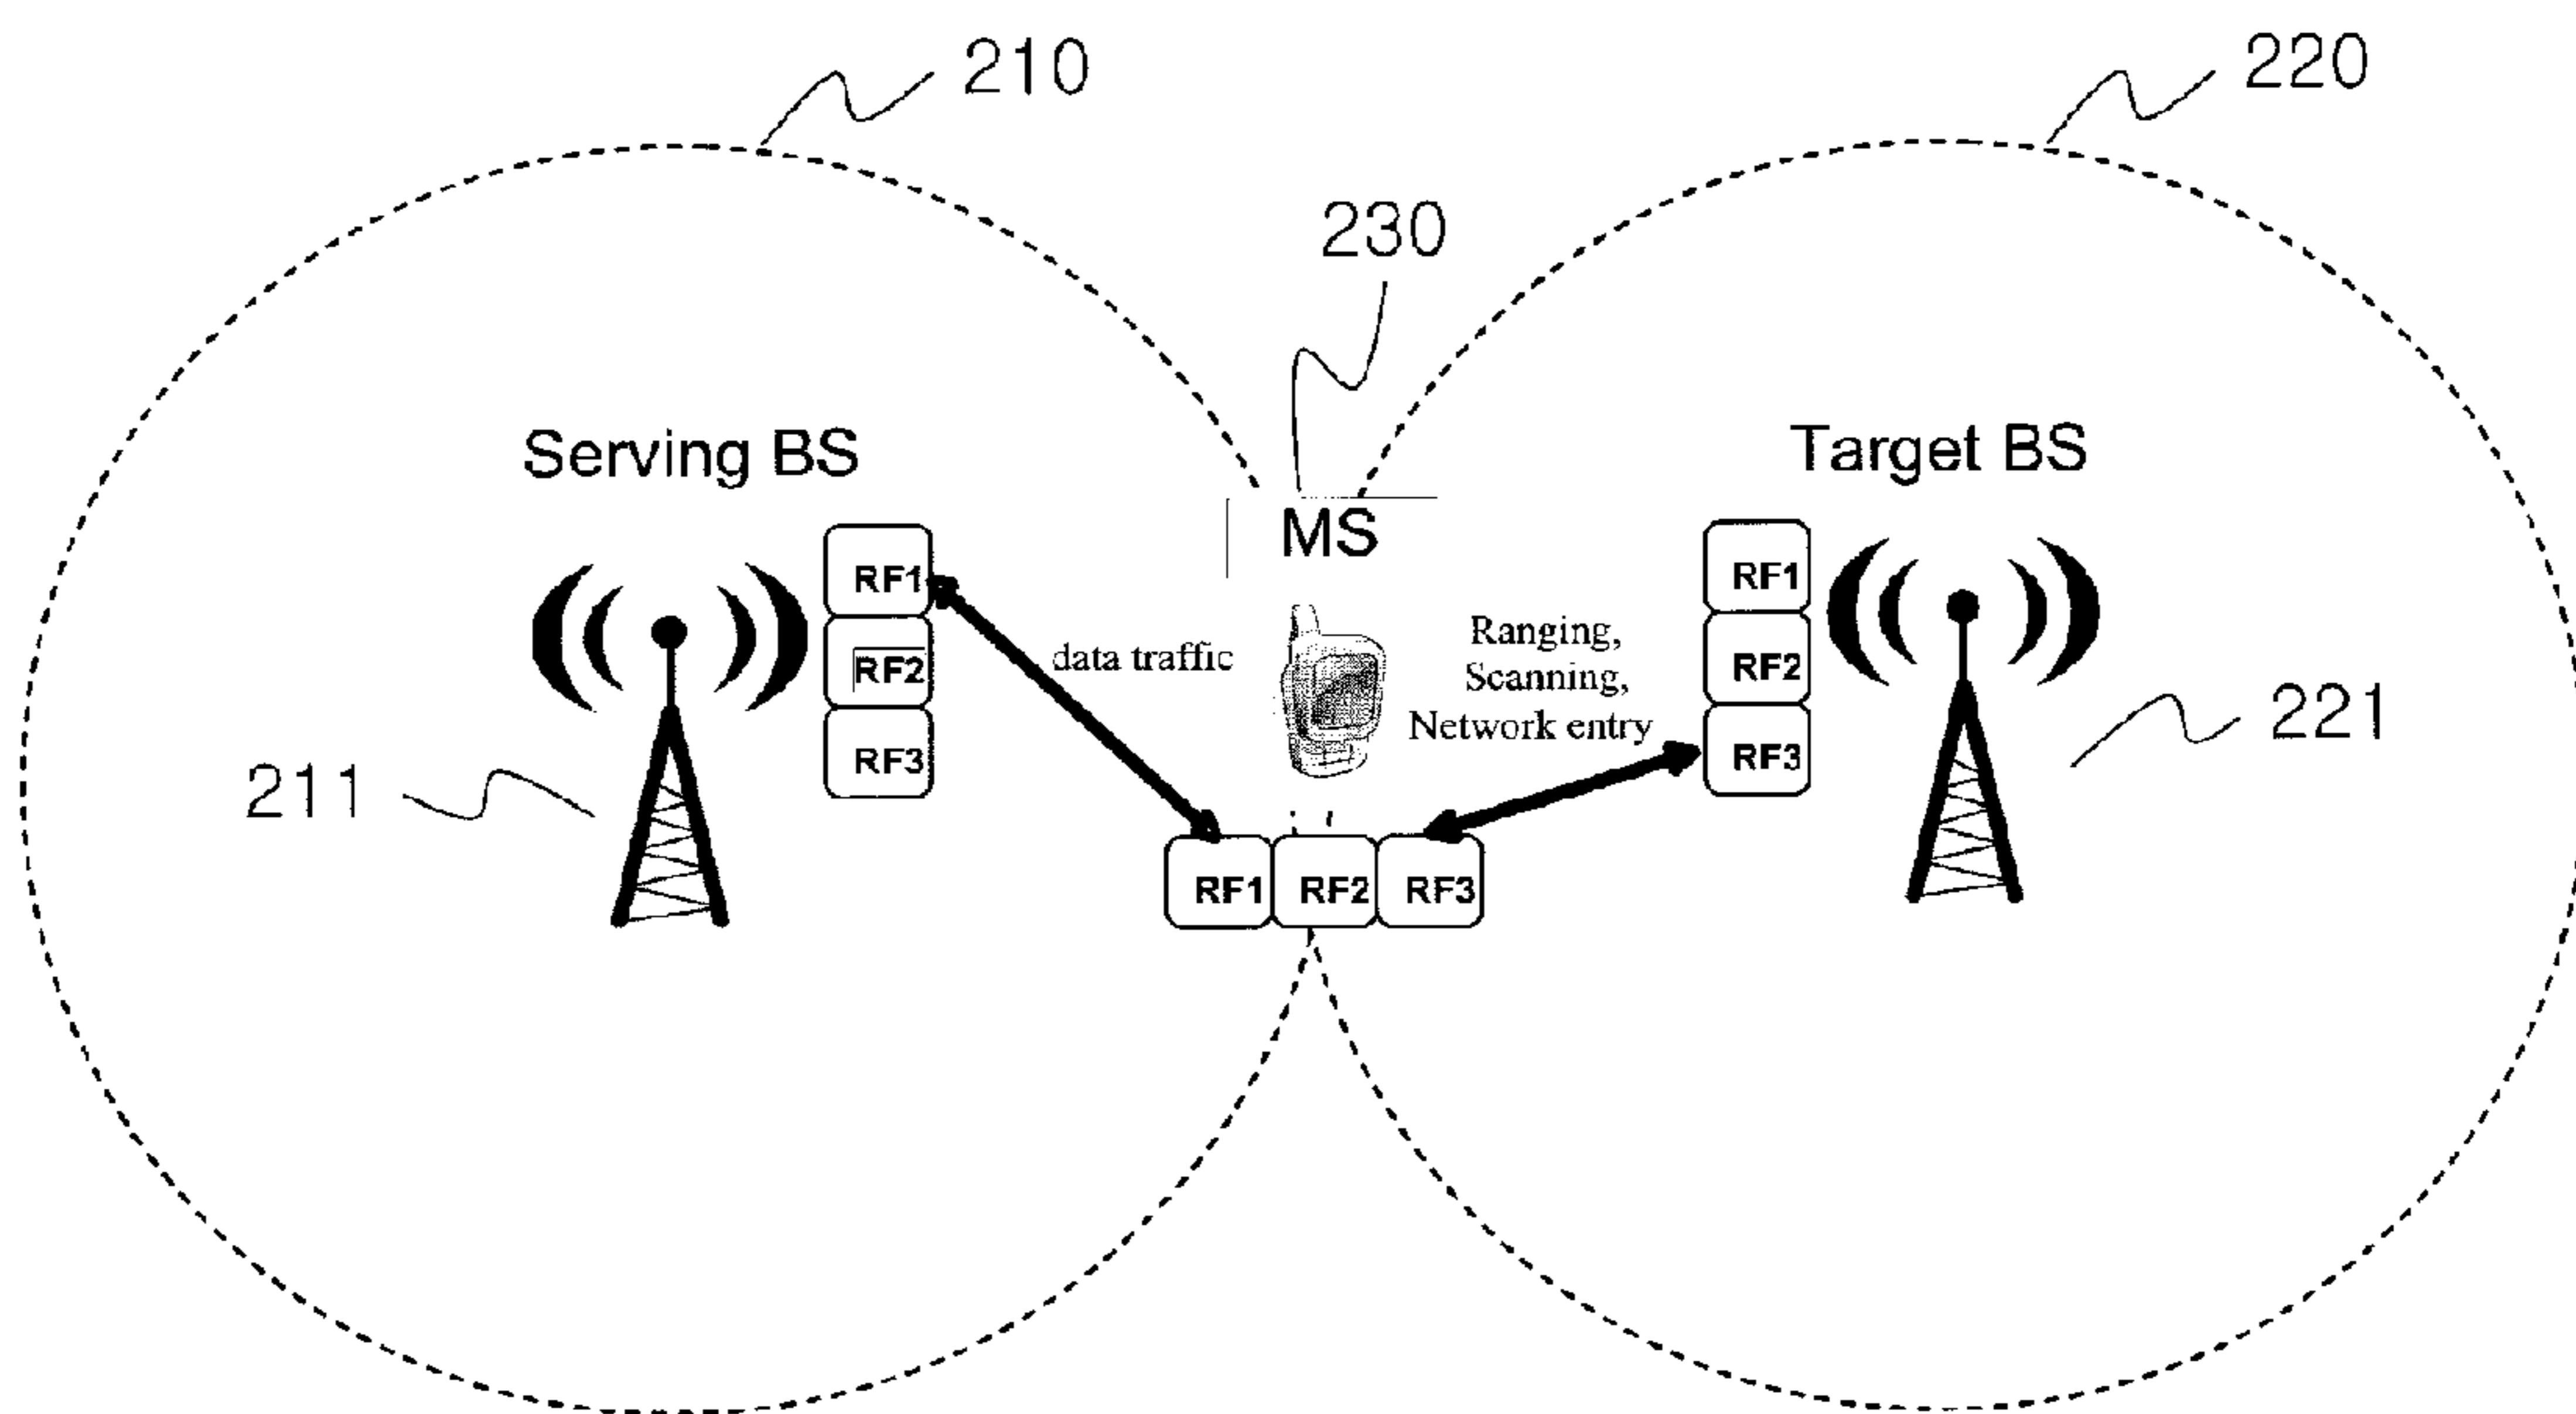 210
220
230
Serving BS
Target BS
MS
RF1
RF2
RF3
data traffic
Ranging,
Scanning,
Network entry
RF1
RF2
RF3
211
221
RF1 RF2 RF3